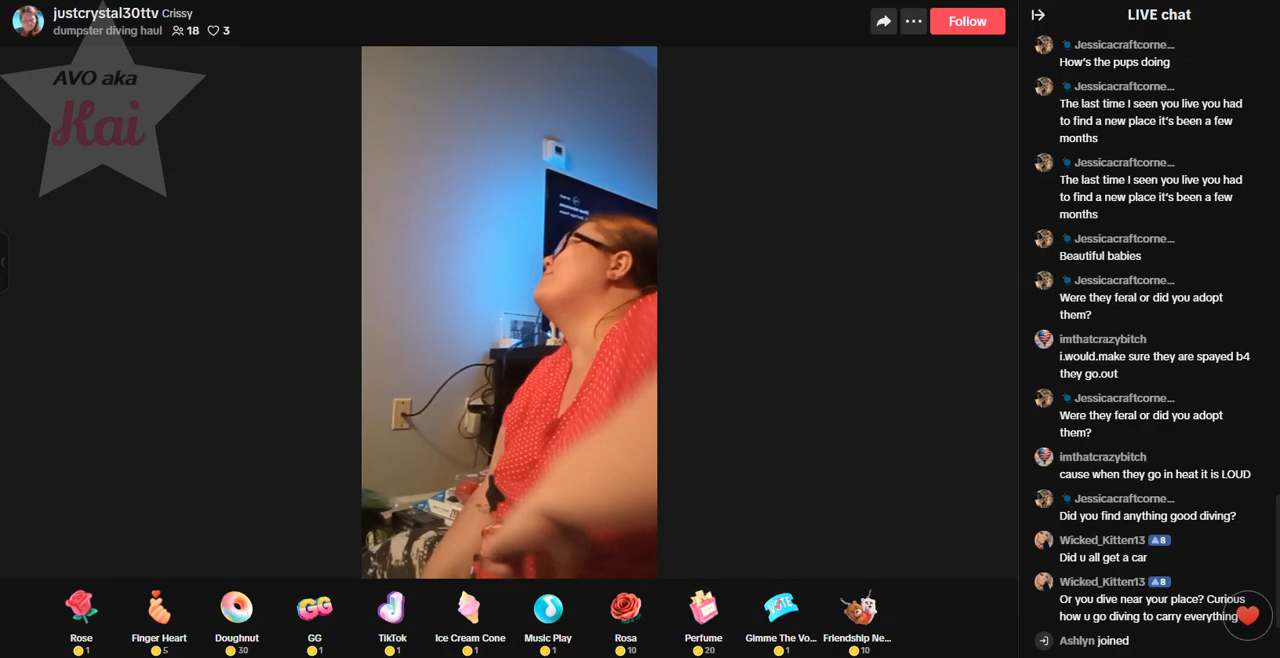 justcrystal30ttv Crissy
dumpster diving haul 18 3
Follow
LIVE chat
AVO aka
Kai
Jessicacraftcorne...
How's the pups doing
Jessicacraftcorne...
The last time I seen you live you had
to find a new place it's been a few
months
Jessicacraftcorne...
The last time I seen you live you had
to find a new place it's been a few
months
Jessicacraftcorne...
Beautiful babies
Jessicacraftcorne...
Were they feral or did you adopt
them?
imthatcrazybitch
i.would.make sure they are spayed b4
they go.out
Jessicacraftcorne...
Were they feral or did you adopt
them?
imthatcrazybitch
cause when they go in heat it is LOUD
Jessicacraftcorne...
Did you find anything good diving?
Wicked_Kitten13 8
Did u all get a car
Wicked_Kitten13 8
Or you dive near your place? Curious
how u go diving to carry everything
Ashlyn joined
GG
VOTE
Rose Finger Heart Doughnut GG TikTok Ice Cream Cone Music Play Rosa Perfume Gimme The Vo... Friendship Ne...
1 5 30 1 1 1 1 10 20 1 10